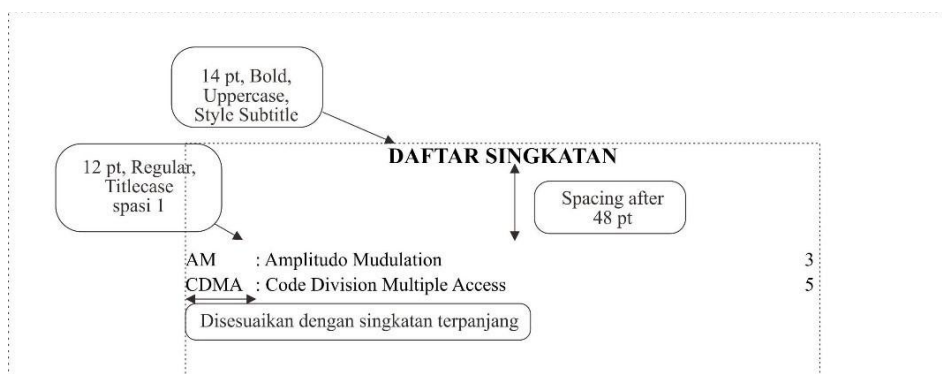 14 pt, Bold,
Uppercase,
Style Subtitle
DAFTAR SINGKATAN
12 pt, Regular,
Titlecase
spasi 1
Spacing after
48 pt
AM : Amplitudo Mudulation 3
CDMA : Code Division Multiple Access 5
Disesuaikan dengan singkatan terpanjang